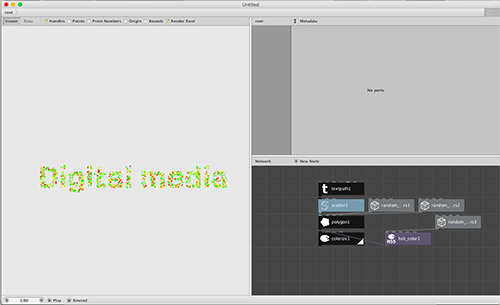 Untitled
root
Viewer Data Handles Points Point Numbers Origin Bounds Render Root
root Metadata
No ports
Digital media
Network New Node
textpath1
scatter1 random_...rs1 random_...rs2
polygon1 random_...rs3
colorize1 hsb_color1
1.00 Play Rewind